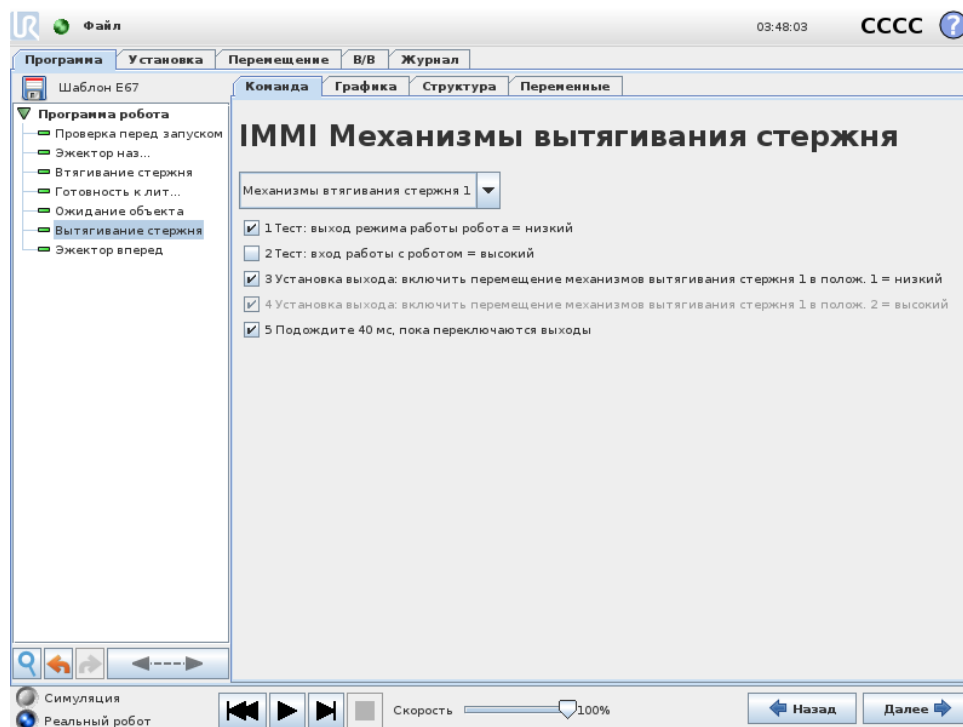 UR Файл 03:48:03 CCCC ?
Программа Установка Перемещение В/В Журнал
Шаблон E67
Команда Графика Структура Переменные
Программа робота
Проверка перед запуском
Эжектор наз...
Втягивание стержня
Готовность к лит...
Ожидание объекта
Вытягивание стержня
Эжектор вперед
IMMI Механизмы вытягивания стержня
Механизмы втягивания стержня 1
1 Тест: выход режима работы робота = низкий
2 Тест: вход работы с роботом = высокий
3 Установка выхода: включить перемещение механизмов вытягивания стержня 1 в полож. 1 = низкий
4 Установка выхода: включить перемещение механизмов вытягивания стержня 1 в полож. 2 = высокий
5 Подождите 40 мс, пока переключаются выходы
Симуляция
Реальный робот
Скорость 100%
Назад Далее